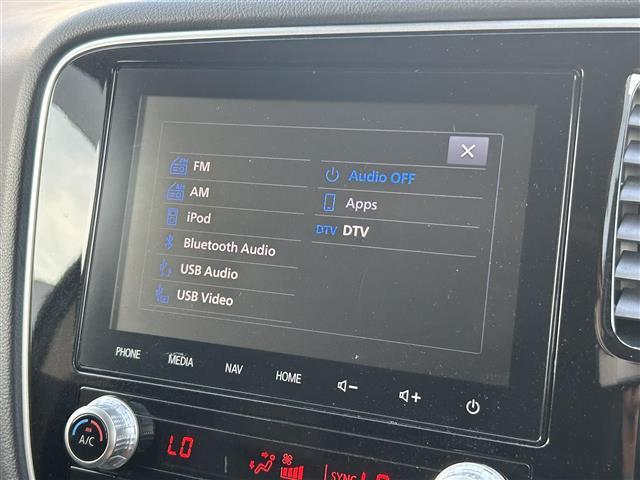 FM
AM
iPod
Bluetooth Audio
USB Audio
USB Video
Audio OFF
Apps
DTV DTV
PHONE
MEDIA
NAV
HOME
A/C
LO
SYNC
LO